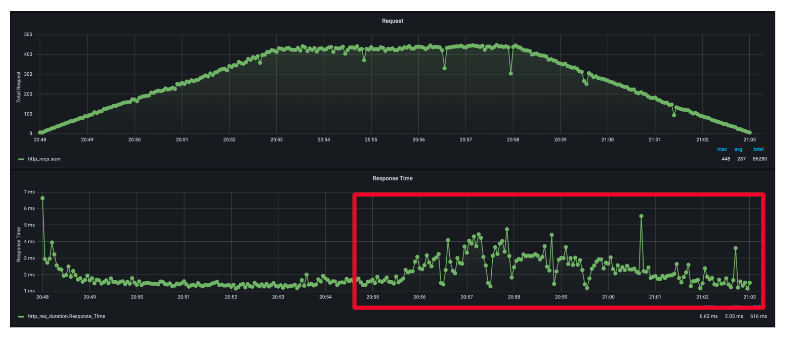 Request
500
400
300
200
100
0
Total Request
20:48 20:49 20:50 20:51 20:52 20:53 20:54 20:55 20:56 20:57 20:58 20:59 21:00 21:01 21:02 21:03
max avg total
http_reqs.sum 448 287 86280
Response Time
7 ms
6 ms
5 ms
4 ms
3 ms
2 ms
1 ms
Response Time
20:48 20:49 20:50 20:51 20:52 20:53 20:54 20:55 20:56 20:57 20:58 20:59 21:00 21:01 21:02 21:03
http_req_duration.Response_Time 6.63 ms 2.05 ms 616 ms